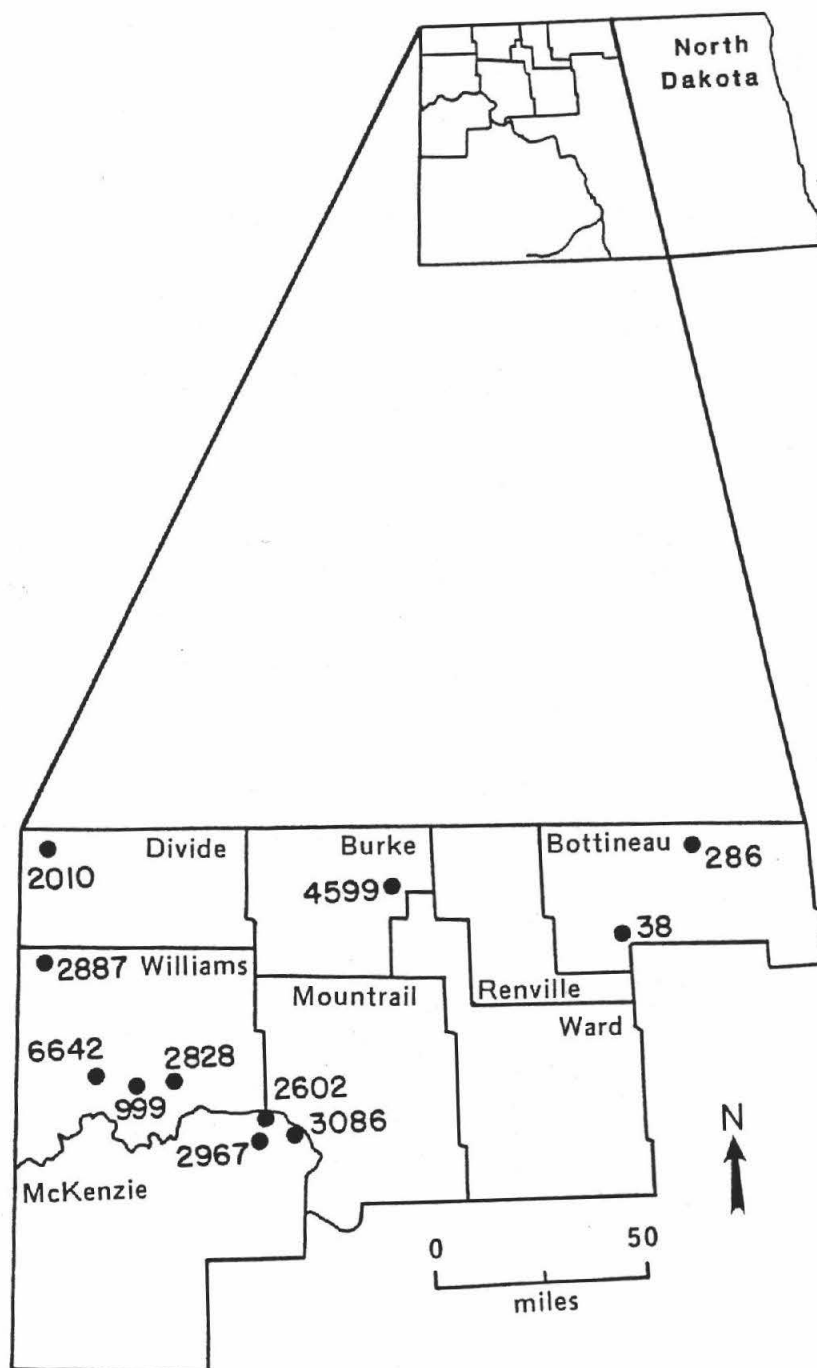 North
Dakota
Divide
Burke
Bottineau
286
2010
4599
38
2887
Williams
Mountrail
Renville
Ward
6642
2828
999
2602
3086
2967
McKenzie
N
0
50
miles